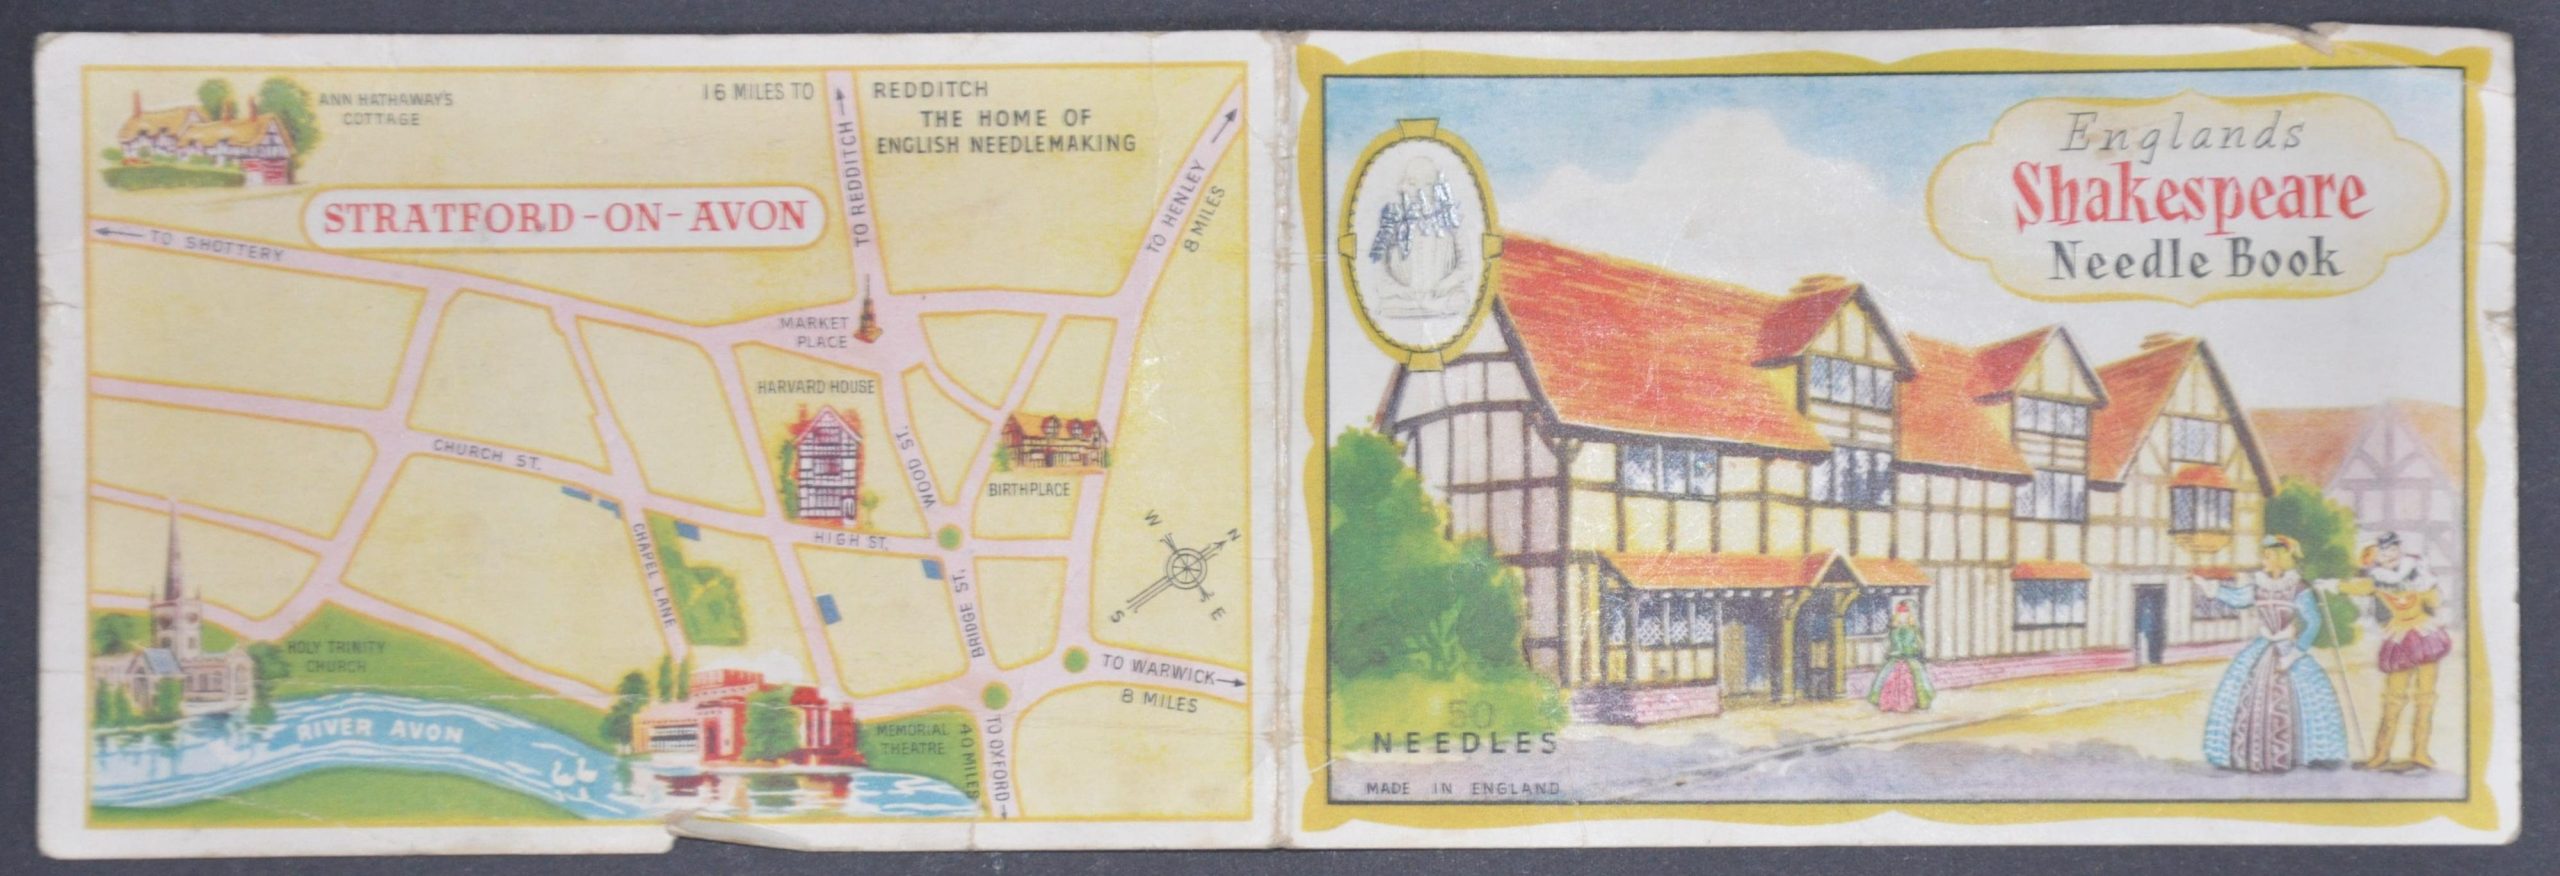 ANN HATHAWAY'S
COTTAGE
16 MILES TO
REDDITCH
THE HOME OF
ENGLISH NEEDLEMAKING
STRATFORD-ON-AVON
TO SHOTTERY
TO REDDITCH
TO HENLEY
8 MILES
MARKET
PLACE
HARVARD HOUSE
WOOD ST.
BIRTHPLACE
CHURCH ST.
HIGH ST.
CHAPEL LANE
BRIDGE ST.
W
N
S
E
HOLY TRINITY
CHURCH
TO WARWICK
8 MILES
RIVER AVON
MEMORIAL
THEATRE
40 MILES
TO OXFORD
Englands
Shakespeare
Needle Book
50
NEEDLES
MADE IN ENGLAND